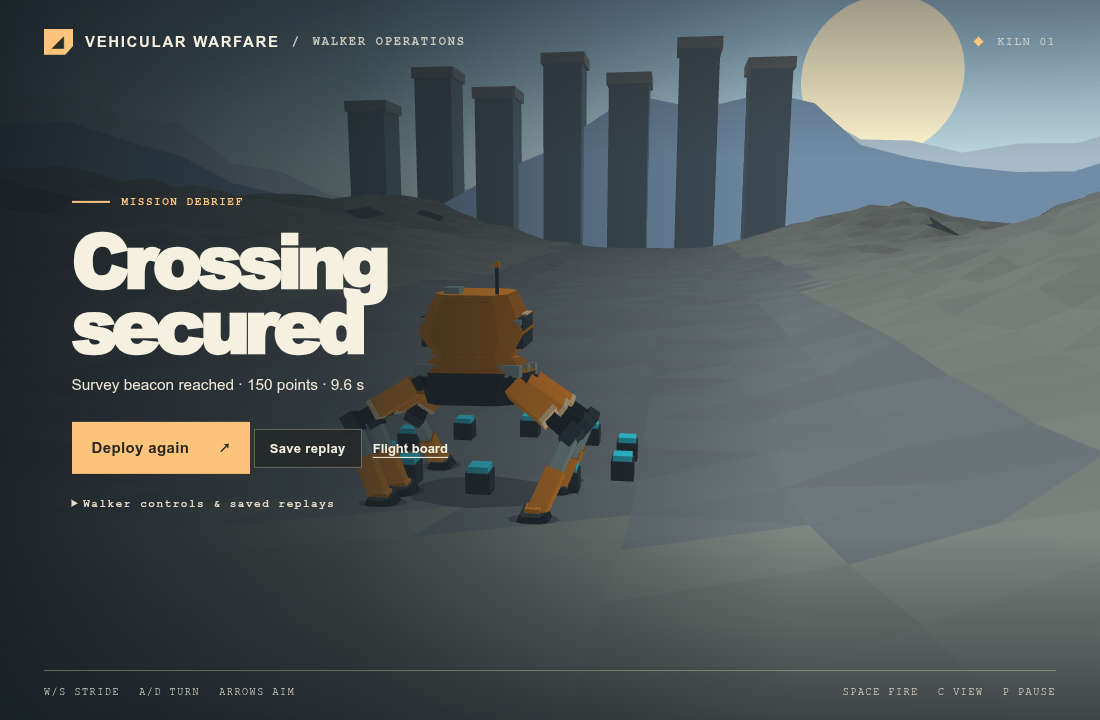 VEHICULAR WARFARE / WALKER OPERATIONS
KILN 01
MISSION DEBRIEF
Crossing
secured
Survey beacon reached · 150 points · 9.6 s
Deploy again ↗
Save replay
Flight board
Walker controls & saved replays
W/S STRIDE A/D TURN ARROWS AIM
SPACE FIRE C VIEW P PAUSE